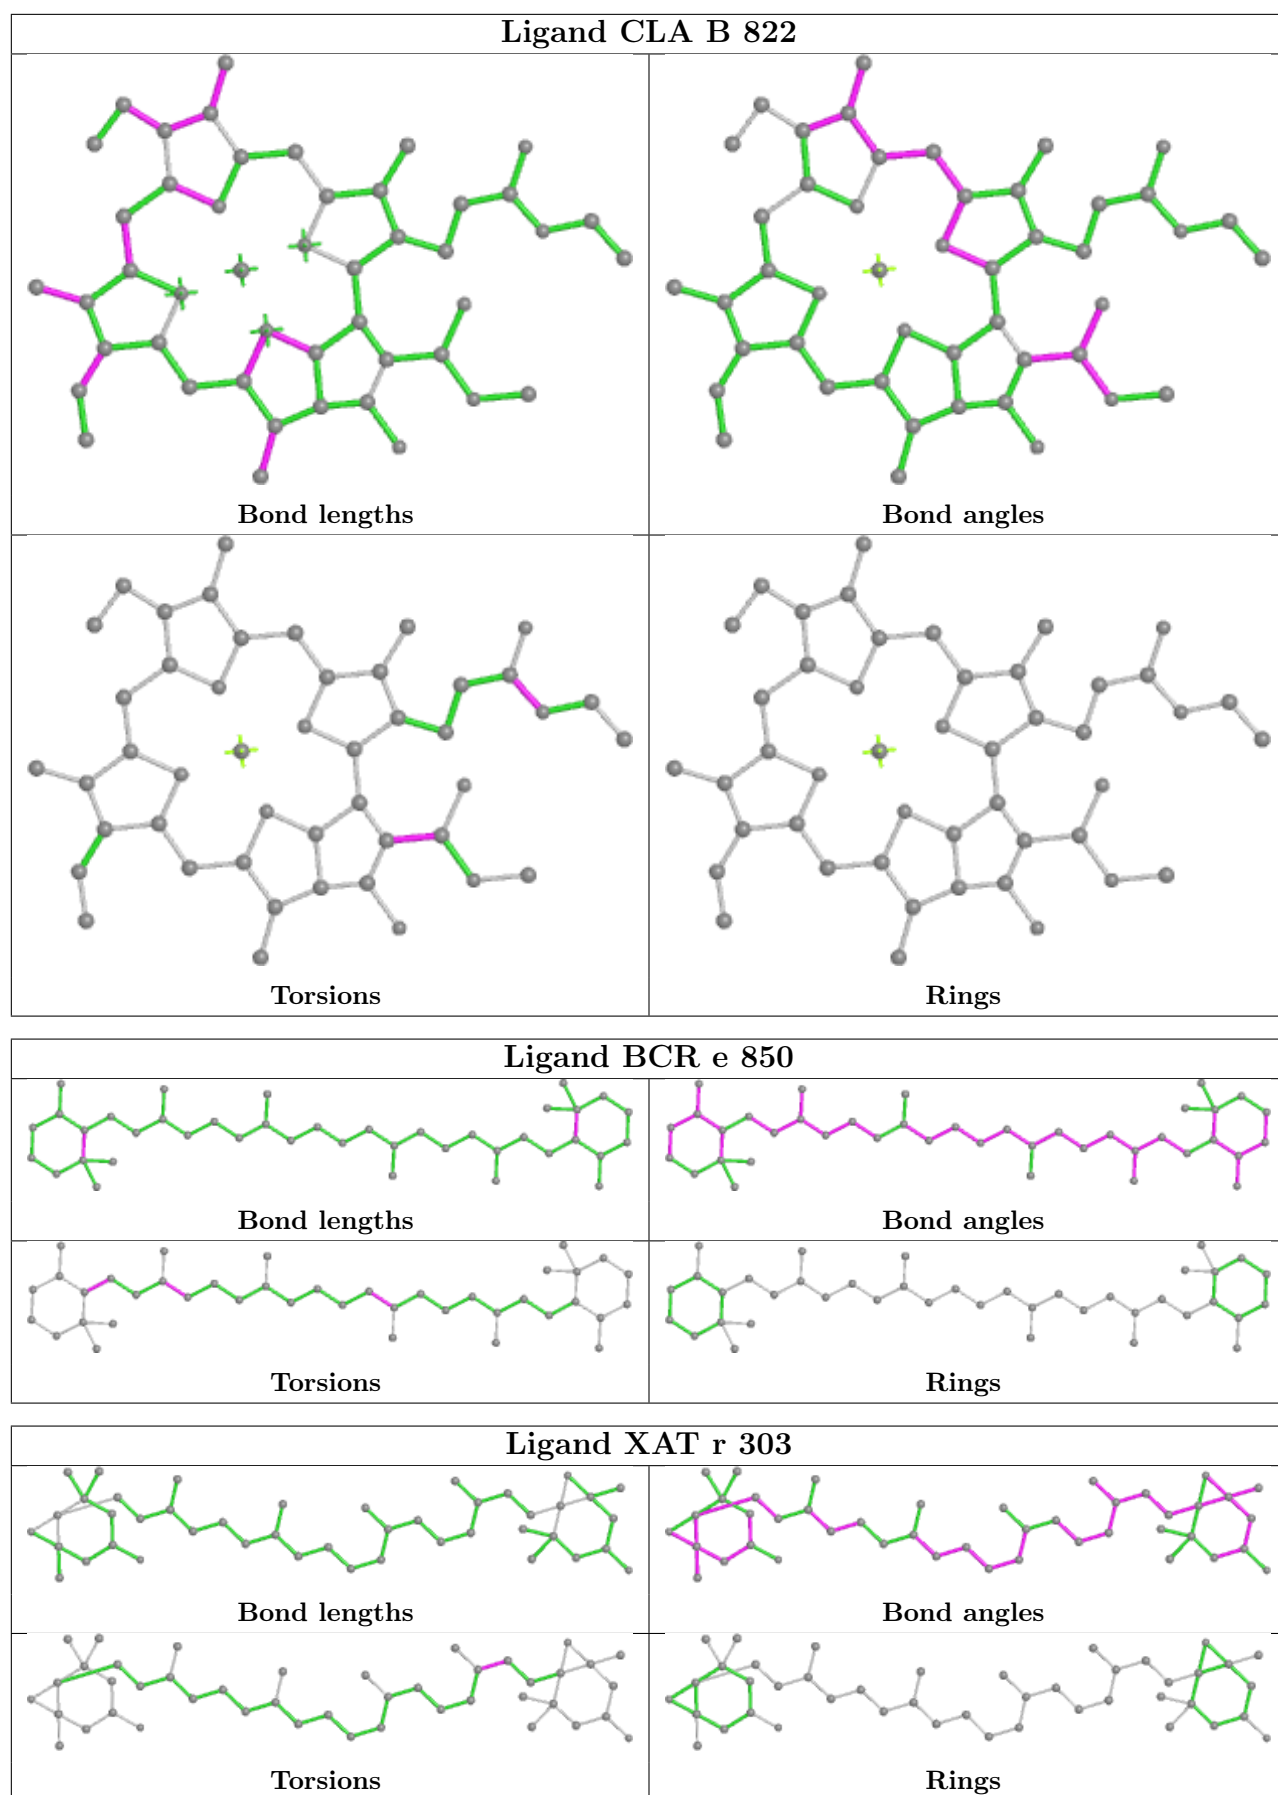 Ligand CLA B 822
Bond lengths
Bond angles
Torsions
Rings
Ligand BCR e 850
Bond lengths
Bond angles
Torsions
Rings
Ligand XAT r 303
Bond lengths
Bond angles
Torsions
Rings